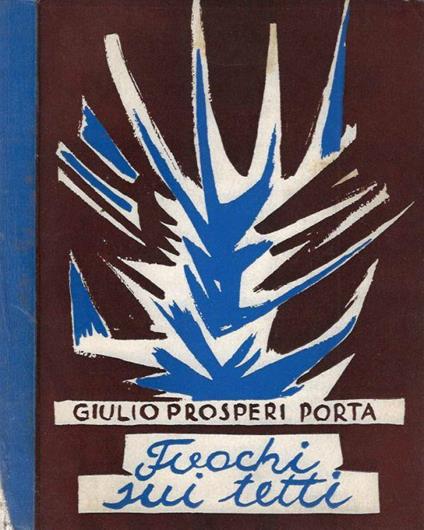 GIULIO PROSPERI PORTA
Fuochi
sui tetti